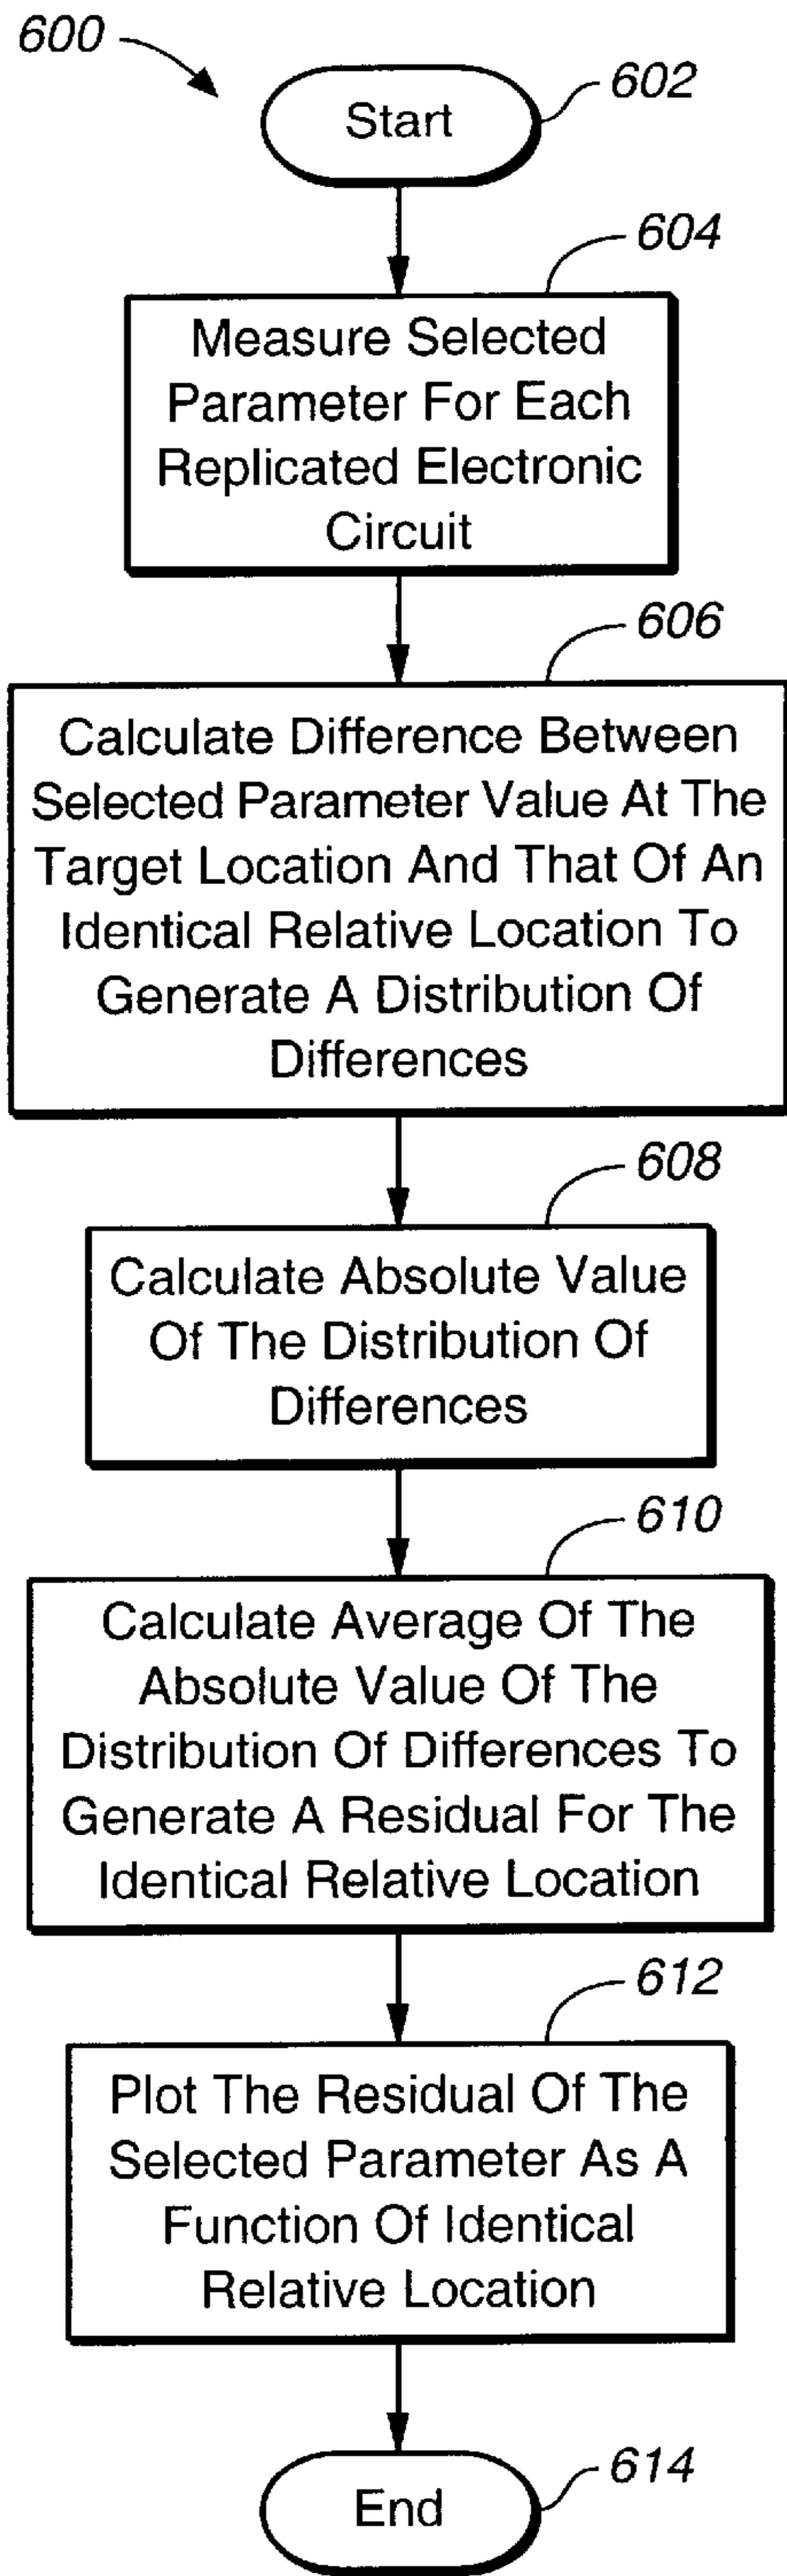 600
602
Start
604
Measure Selected
Parameter For Each
Replicated Electronic
Circuit
606
Calculate Difference Between
Selected Parameter Value At The
Target Location And That Of An
Identical Relative Location To
Generate A Distribution Of
Differences
608
Calculate Absolute Value
Of The Distribution Of
Differences
610
Calculate Average Of The
Absolute Value Of The
Distribution Of Differences To
Generate A Residual For The
Identical Relative Location
612
Plot The Residual Of The
Selected Parameter As A
Function Of Identical
Relative Location
614
End